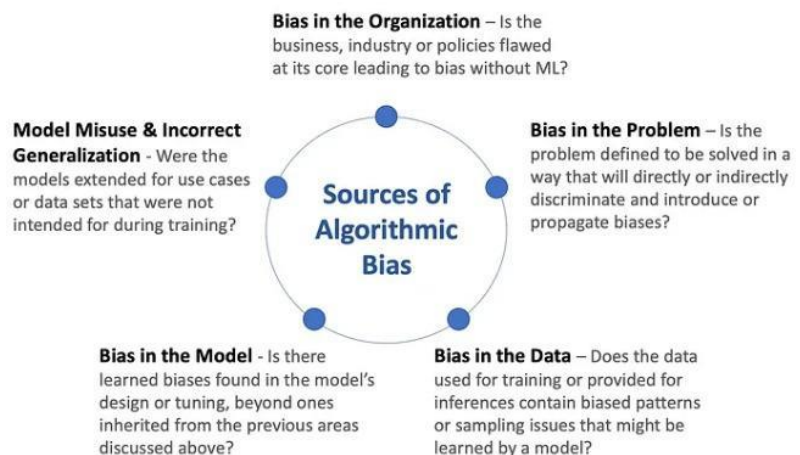 Bias in the Organization – Is the
business, industry or policies flawed
at its core leading to bias without ML?
Model Misuse & Incorrect
Generalization - Were the
models extended for use cases
or data sets that were not
intended for during training?
Bias in the Problem – Is the
problem defined to be solved in a
way that will directly or indirectly
discriminate and introduce or
propagate biases?
Sources of
Algorithmic
Bias
Bias in the Model - Is there
learned biases found in the model's
design or tuning, beyond ones
inherited from the previous areas
discussed above?
Bias in the Data – Does the data
used for training or provided for
inferences contain biased patterns
or sampling issues that might be
learned by a model?